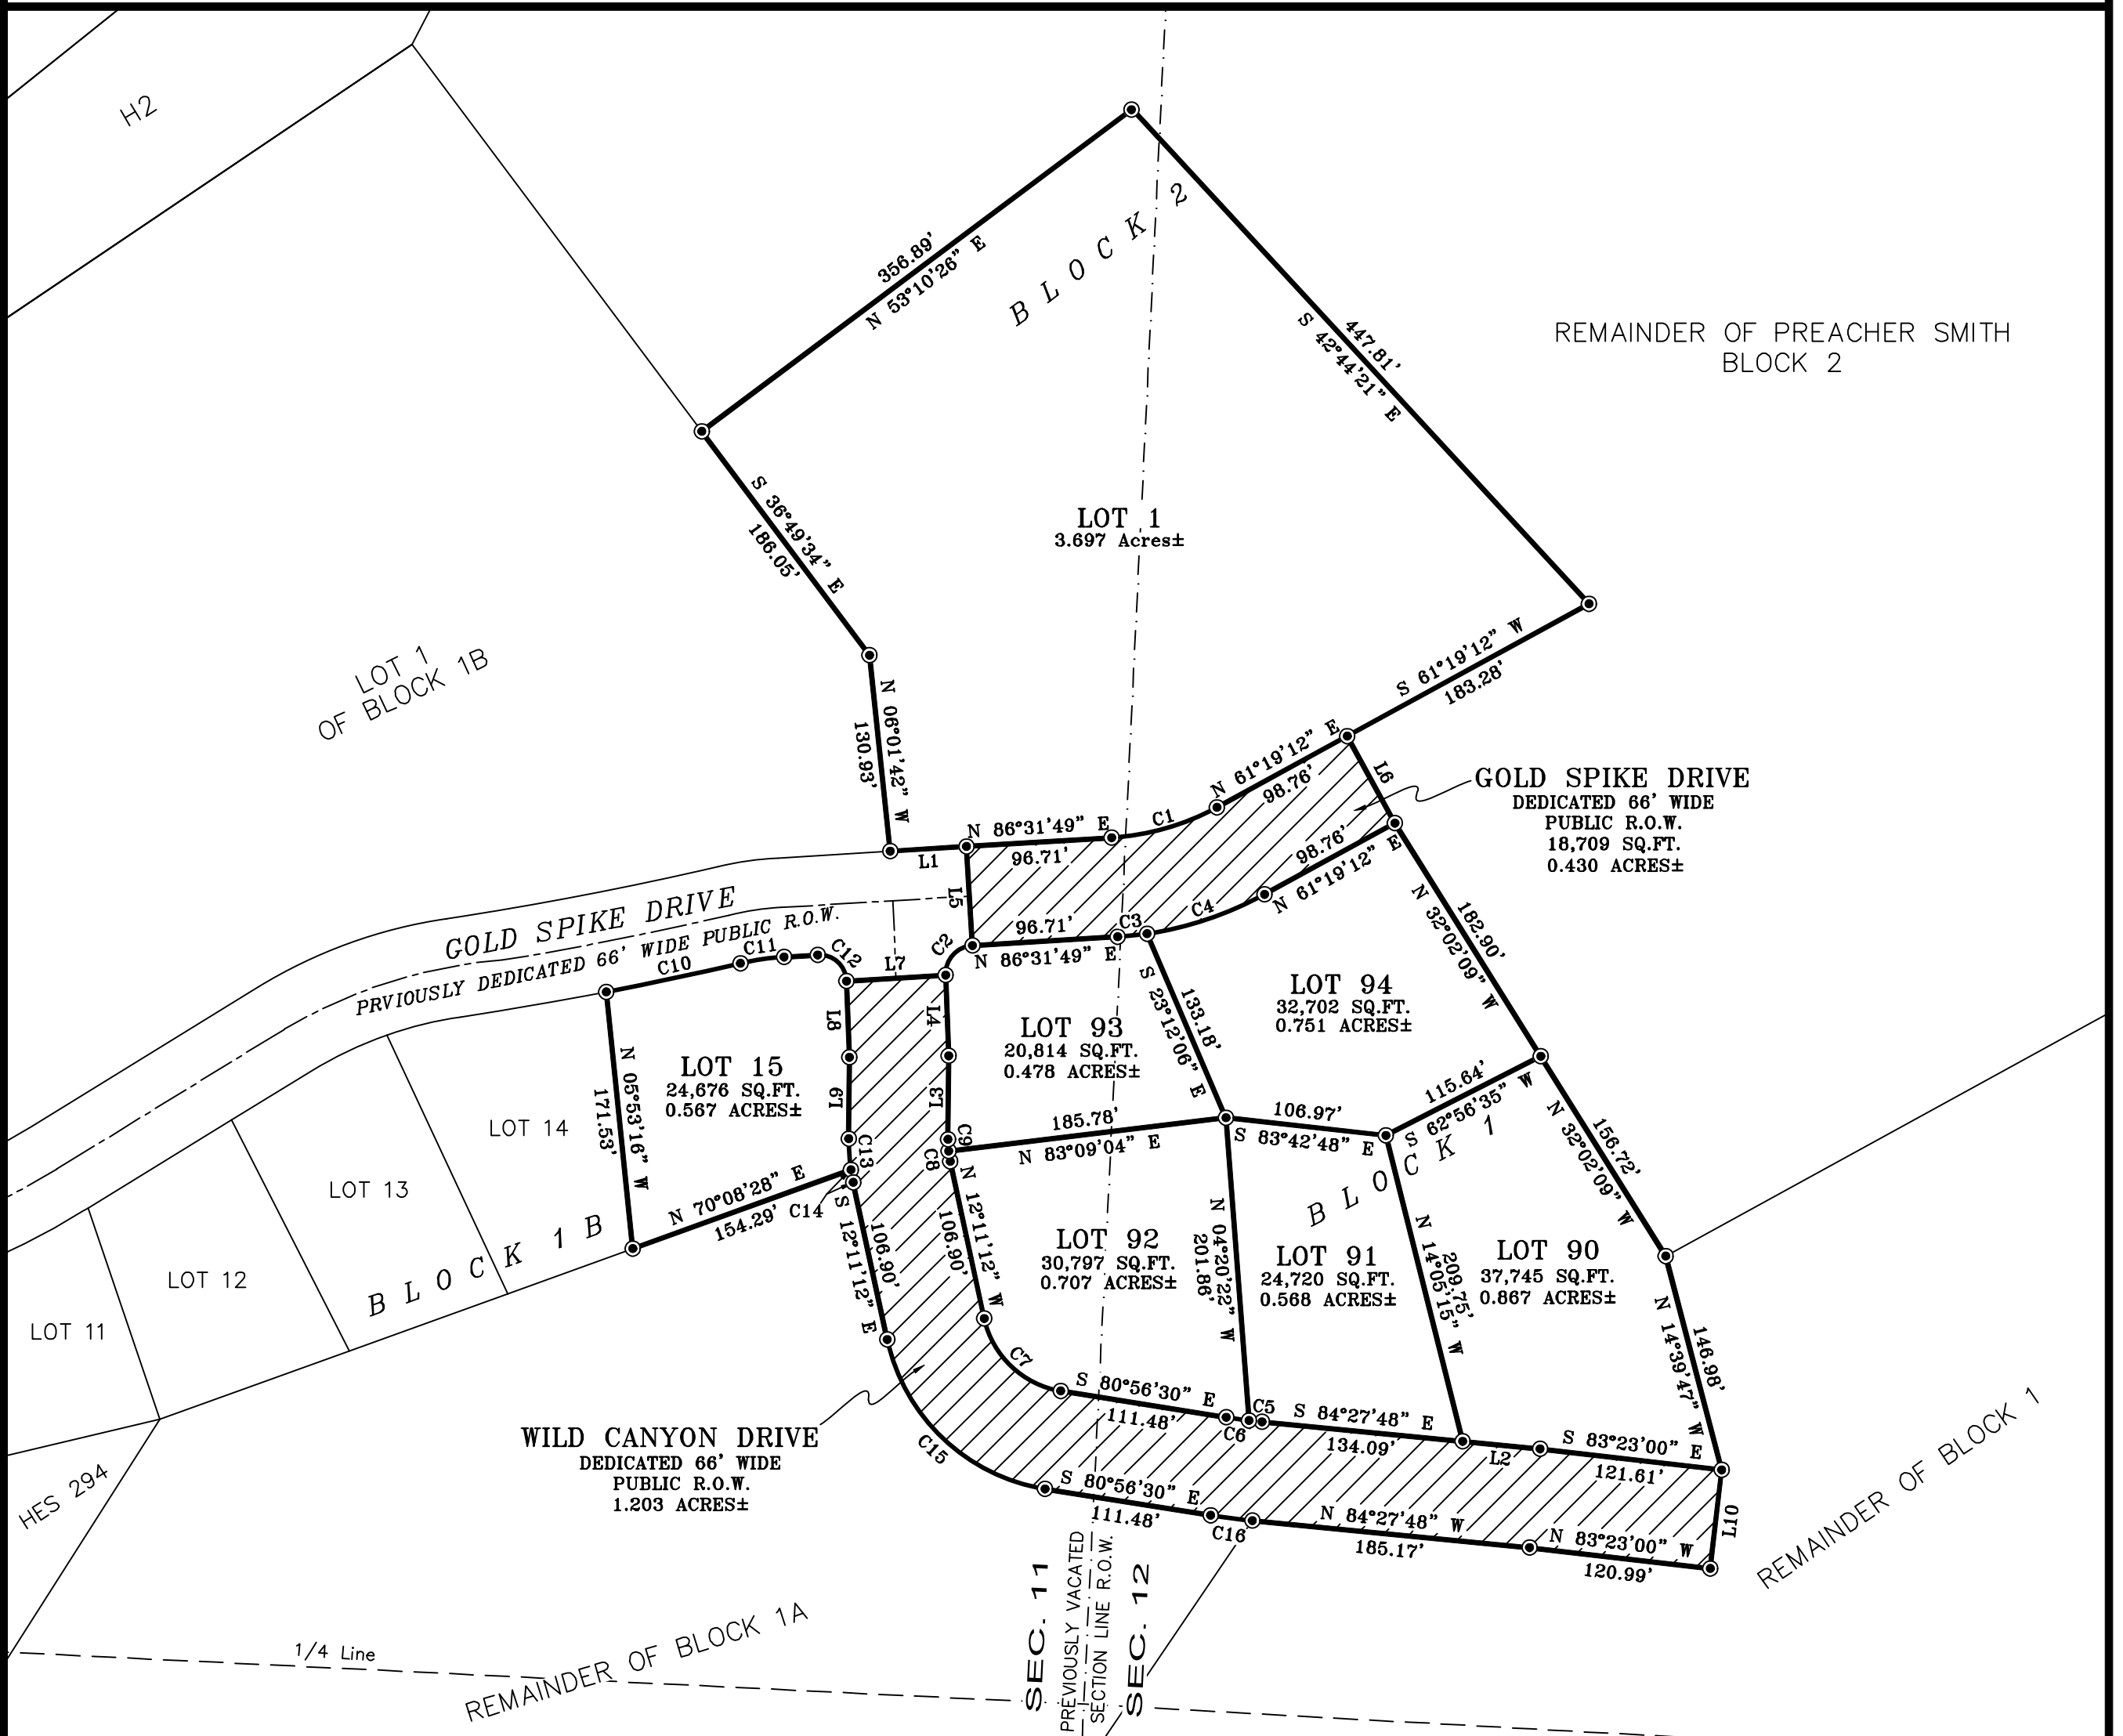 H2
B L O C K 2
356.89'
N 53°10'26" E
447.81'
S 42°44'21" E
REMAINDER OF PREACHER SMITH
BLOCK 2
S 36°49'34" E
186.05'
LOT 1
3.697 Acres±
LOT 1
OF BLOCK 1B
N 06°01'42" W
130.93'
S 61°19'12" W
183.28'
N 61°19'12" E
98.76'
L6
GOLD SPIKE DRIVE
DEDICATED 66' WIDE
PUBLIC R.O.W.
18,709 SQ.FT.
0.430 ACRES±
L1
N 86°31'49" E
96.71'
C1
98.76'
N 61°19'12" E
L5
96.71'
N 86°31'49" E
C3
C4
C2
GOLD SPIKE DRIVE
PRVIOUSLY DEDICATED 66' WIDE PUBLIC R.O.W.
C10
C11
C12
L7
L8
L4
L9
L3
182.90'
N 32°02'09" W
LOT 94
32,702 SQ.FT.
0.751 ACRES±
133.18'
S 23°12'06" E
LOT 93
20,814 SQ.FT.
0.478 ACRES±
LOT 15
24,676 SQ.FT.
0.567 ACRES±
N 05°53'16" W
171.53'
LOT 14
LOT 13
LOT 12
LOT 11
B L O C K 1 B
N 70°08'28" E
154.29'
C14
C13
C9
C8
185.78'
N 83°09'04" E
106.97'
S 83°42'48" E
115.64'
S 62°56'35" W
B L O C K 1
156.72'
N 32°02'09" W
S 12°11'12" E
106.90'
N 12°11'12" W
106.90'
LOT 92
30,797 SQ.FT.
0.707 ACRES±
N 04°20'22" W
201.86'
LOT 91
24,720 SQ.FT.
0.568 ACRES±
209.75'
N 14°05'15" W
LOT 90
37,745 SQ.FT.
0.867 ACRES±
146.98'
N 14°39'47" W
C7
S 80°56'30" E
111.48'
C6
C5
S 84°27'48" E
134.09'
L2
S 83°23'00" E
121.61'
WILD CANYON DRIVE
DEDICATED 66' WIDE
PUBLIC R.O.W.
1.203 ACRES±
C15
S 80°56'30" E
111.48'
C16
N 84°27'48" W
185.17'
N 83°23'00" W
120.99'
L10
REMAINDER OF BLOCK 1
HES 294
1/4 Line
REMAINDER OF BLOCK 1A
SEC. 11
PREVIOUSLY VACATED
SECTION LINE R.O.W.
SEC. 12